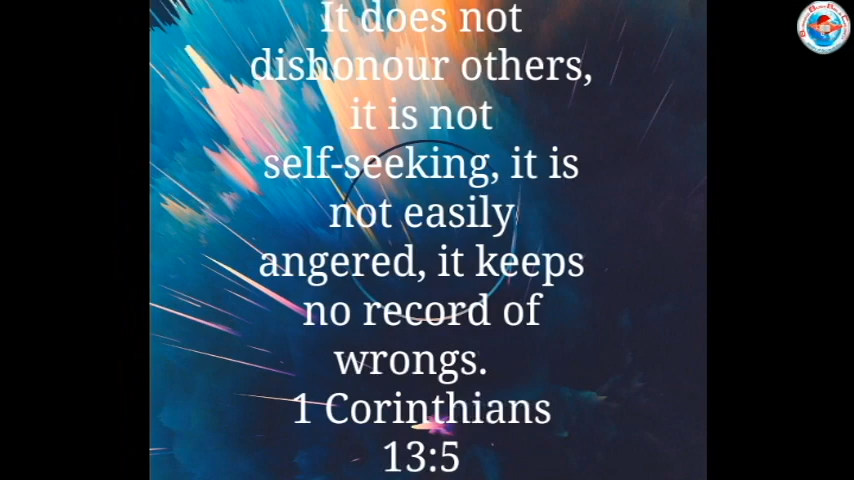 It does not
dishonour others,
it is not
self-seeking, it is
not easily
angered, it keeps
no record of
wrongs.
1 Corinthians
13:5